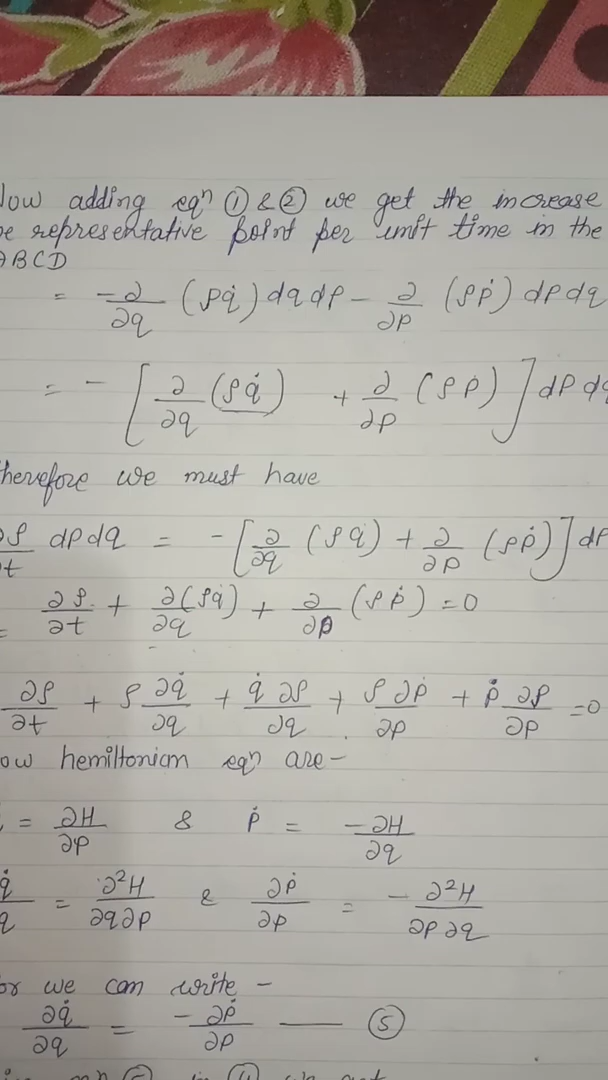 Now adding eqⁿ ① & ② we get the increase
representative point per unit time in the
ABCD
= -∂/∂q (ρq̇) dq dp - ∂/∂p (ρṗ) dp dq
= - [∂/∂q (ρq̇) + ∂/∂p (ρṗ)] dp dq
Therefore we must have
∂ρ/∂t dp dq = - [∂/∂q (ρq̇) + ∂/∂p (ρṗ)] dp
= ∂ρ/∂t + ∂(ρq̇)/∂q + ∂/∂p (ρṗ) = 0
∂ρ/∂t + ρ ∂q̇/∂q + q̇ ∂ρ/∂q + ρ ∂ṗ/∂p + ṗ ∂ρ/∂p = 0
Now hemiltonian eqⁿ are -
= ∂H/∂p & ṗ = -∂H/∂q
∂q̇/∂q = ∂²H/∂q∂p & ∂ṗ/∂p = - ∂²H/∂p∂q
or we can write -
∂q̇/∂q = -∂ṗ/∂p — ⑤